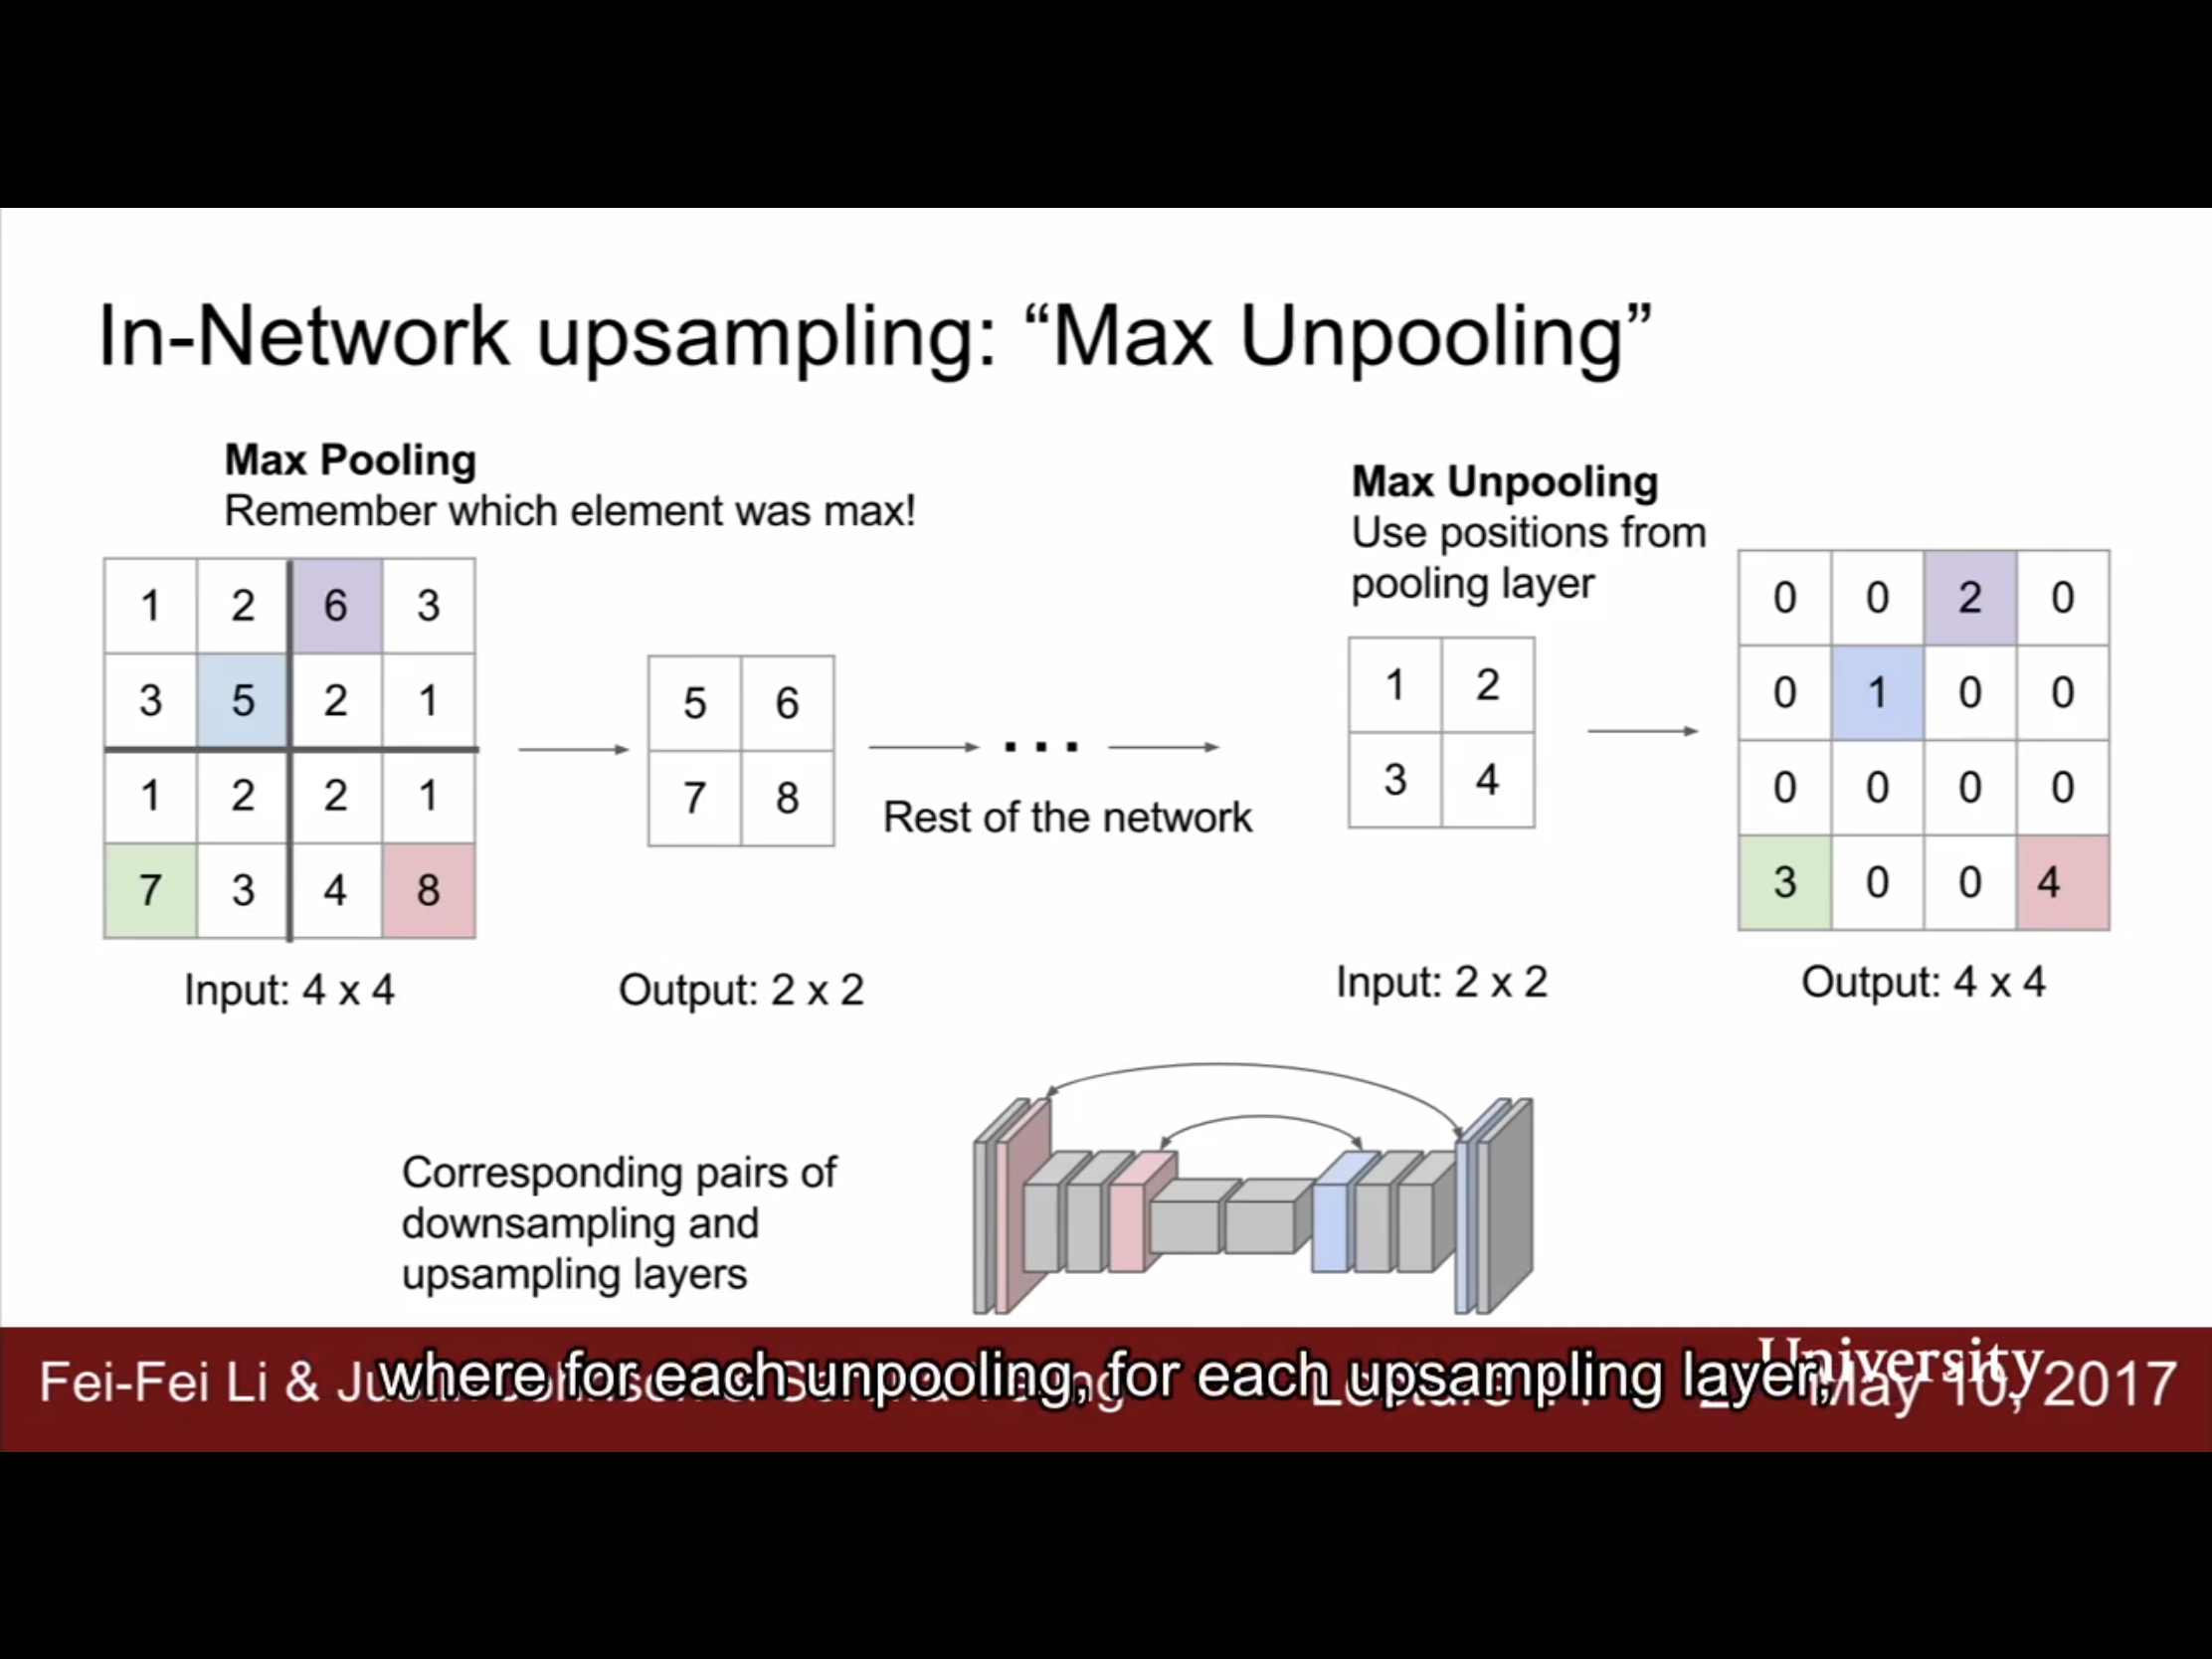 In-Network upsampling: “Max Unpooling”
Max Pooling
Remember which element was max!
1 2 6 3
3 5 2 1
1 2 2 1
7 3 4 8
Input: 4 x 4
5 6
7 8
Output: 2 x 2
...
Rest of the network
Max Unpooling
Use positions from
pooling layer
1 2
3 4
Input: 2 x 2
0 0 2 0
0 1 0 0
0 0 0 0
3 0 0 4
Output: 4 x 4
Corresponding pairs of
downsampling and
upsampling layers
University
Fei-Fei Li & May 10, 2017
where for each unpooling, for each upsampling layer,